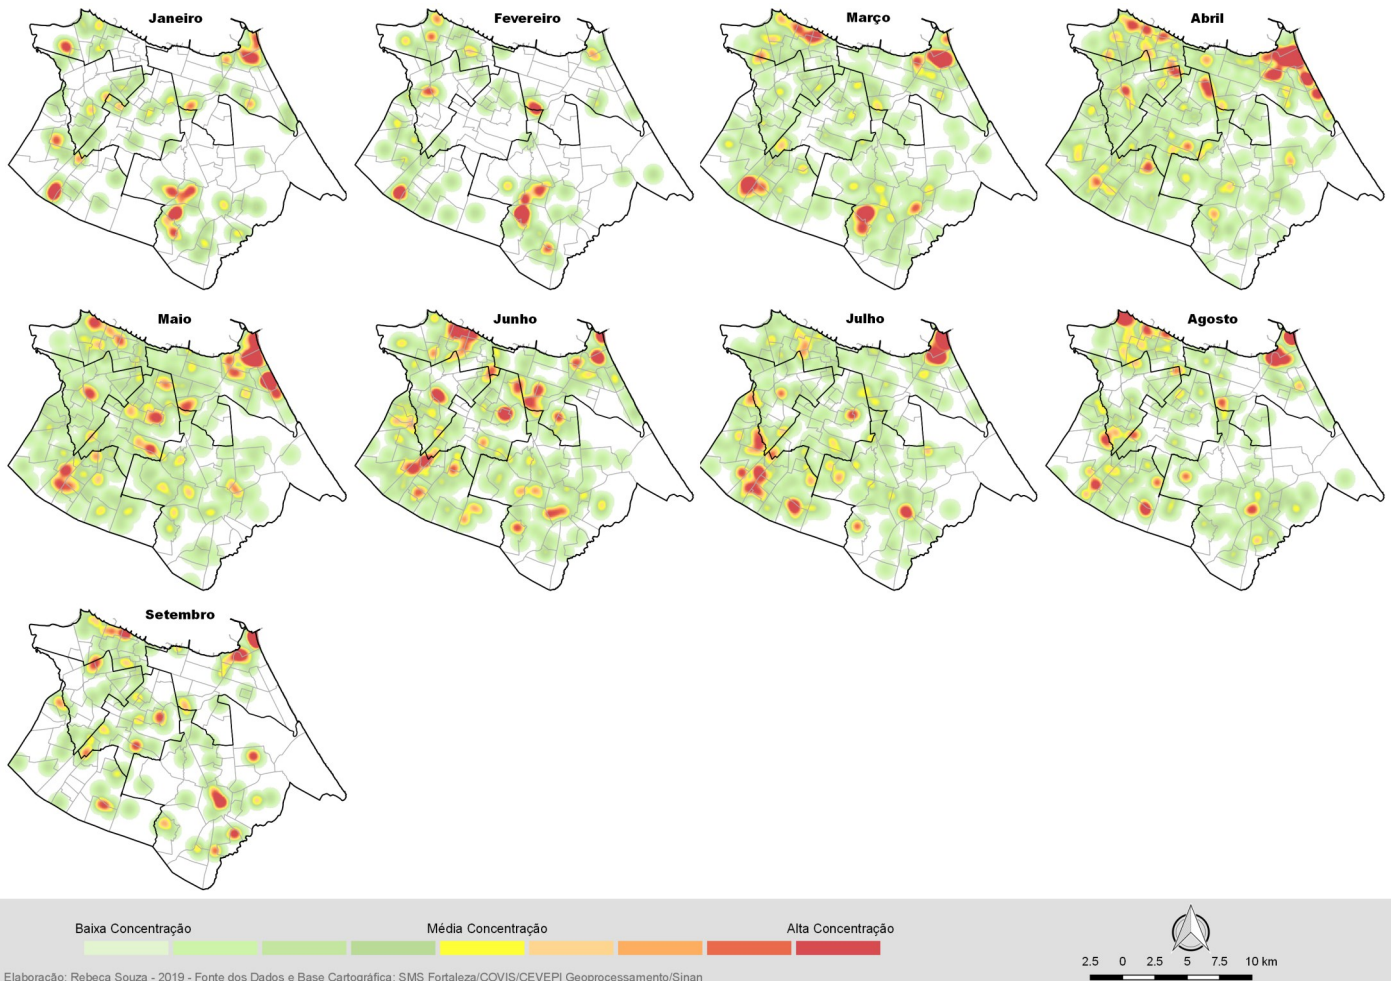 Janeiro
Fevereiro
Março
Abril
Maio
Junho
Julho
Agosto
Setembro
Baixa Concentração
Média Concentração
Alta Concentração
2.5 0 2.5 5 7.5 10 km
Elaboração: Rebeca Souza - 2019 - Fonte dos Dados e Base Cartográfica: SMS Fortaleza/COVIS/CEVEPI Geoprocessamento/Sinan